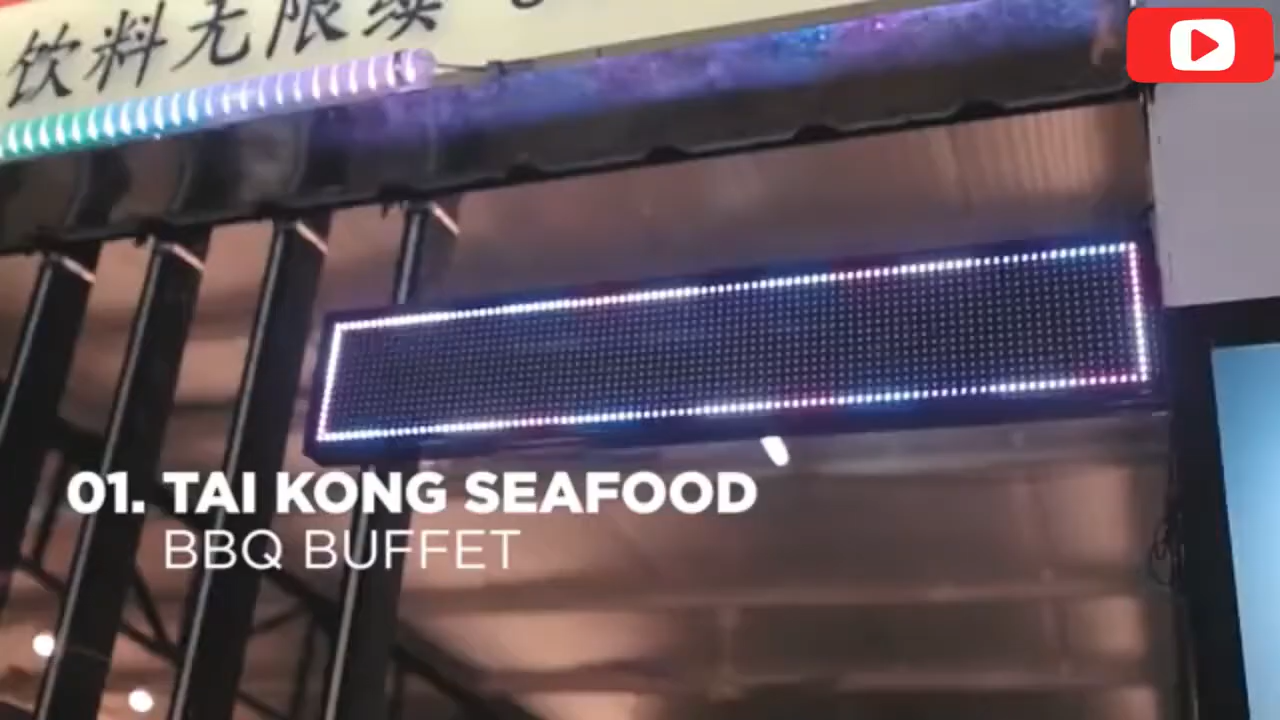 饮料无限续
01. TAI KONG SEAFOOD
BBQ BUFFET